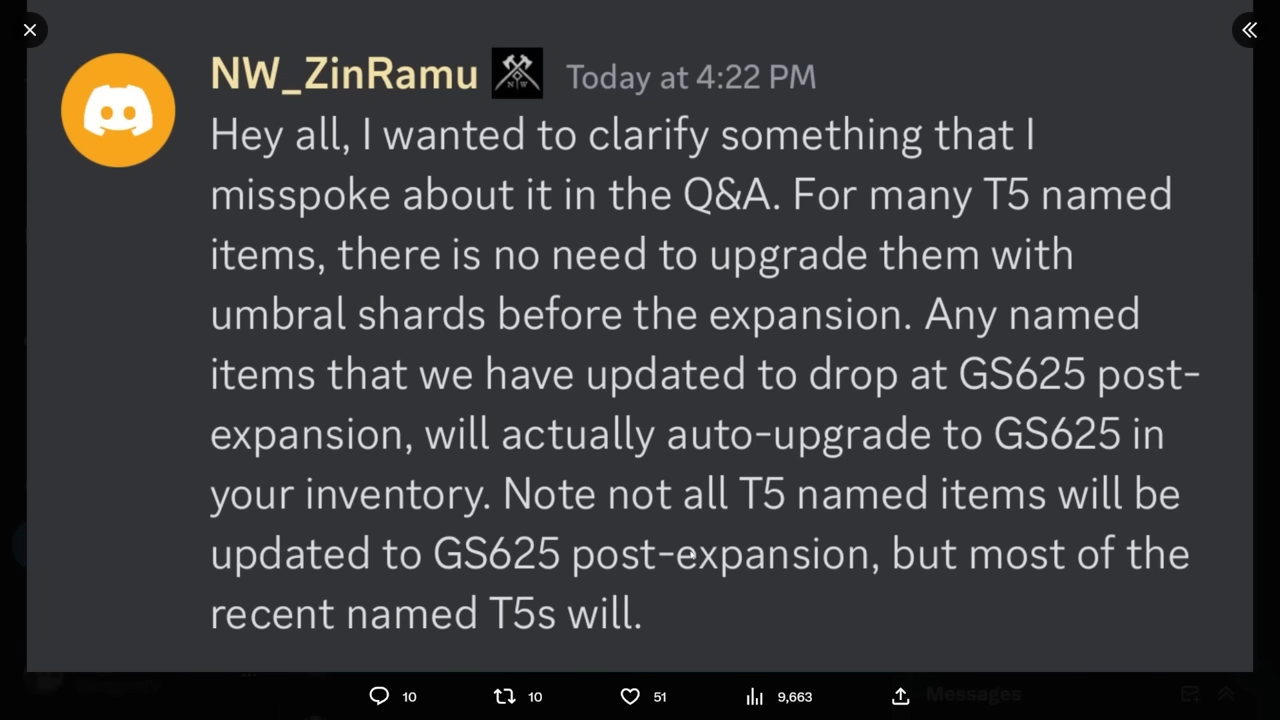 NW_ZinRamu NW Today at 4:22 PM
Hey all, I wanted to clarify something that I
misspoke about it in the Q&A. For many T5 named
items, there is no need to upgrade them with
umbral shards before the expansion. Any named
items that we have updated to drop at GS625 post-
expansion, will actually auto-upgrade to GS625 in
your inventory. Note not all T5 named items will be
updated to GS625 post-expansion, but most of the
recent named T5s will.
10 10 51 9,663 Messages